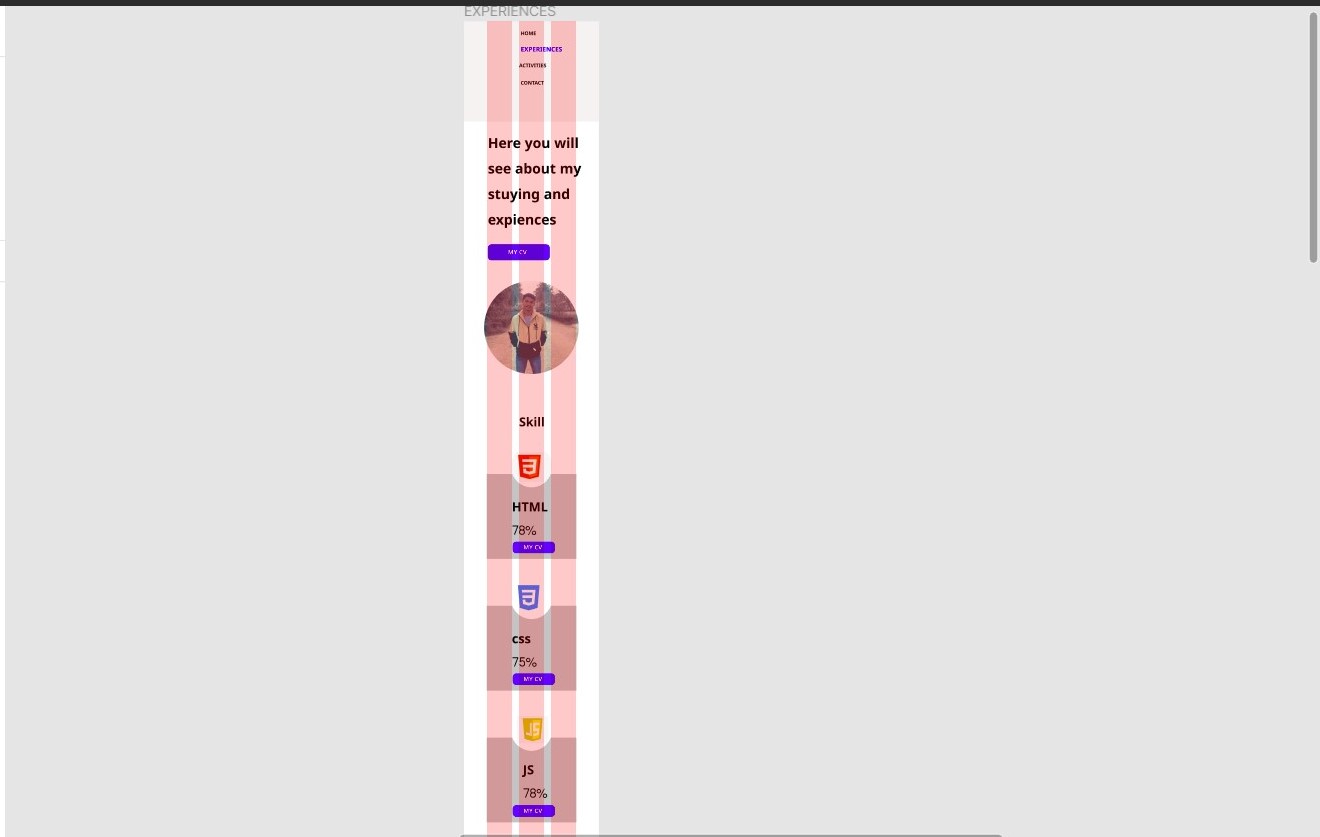 EXPERIENCES
HOME
EXPERIENCES
ACTIVITIES
CONTACT
Here you will
see about my
stuying and
expiences
MY CV
Skill
HTML
78%
MY CV
css
75%
MY CV
JS
JS
78%
MY CV